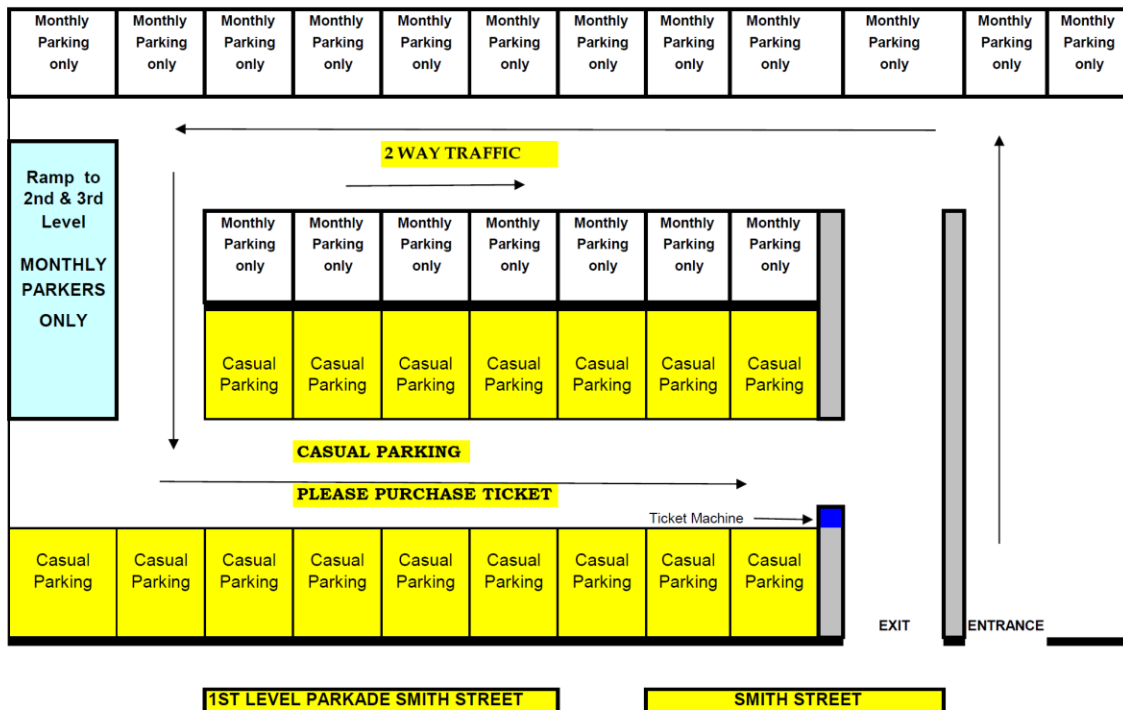 Monthly
Parking
only
Monthly
Parking
only
Monthly
Parking
only
Monthly
Parking
only
Monthly
Parking
only
Monthly
Parking
only
Monthly
Parking
only
Monthly
Parking
only
Monthly
Parking
only
Monthly
Parking
only
Monthly
Parking
only
Monthly
Parking
only
2 WAY TRAFFIC
Ramp to
2nd & 3rd
Level
MONTHLY
PARKERS
ONLY
Monthly
Parking
only
Monthly
Parking
only
Monthly
Parking
only
Monthly
Parking
only
Monthly
Parking
only
Monthly
Parking
only
Monthly
Parking
only
Casual
Parking
Casual
Parking
Casual
Parking
Casual
Parking
Casual
Parking
Casual
Parking
Casual
Parking
CASUAL PARKING
PLEASE PURCHASE TICKET
Ticket Machine
Casual
Parking
Casual
Parking
Casual
Parking
Casual
Parking
Casual
Parking
Casual
Parking
Casual
Parking
Casual
Parking
Casual
Parking
EXIT
ENTRANCE
1ST LEVEL PARKADE SMITH STREET
SMITH STREET